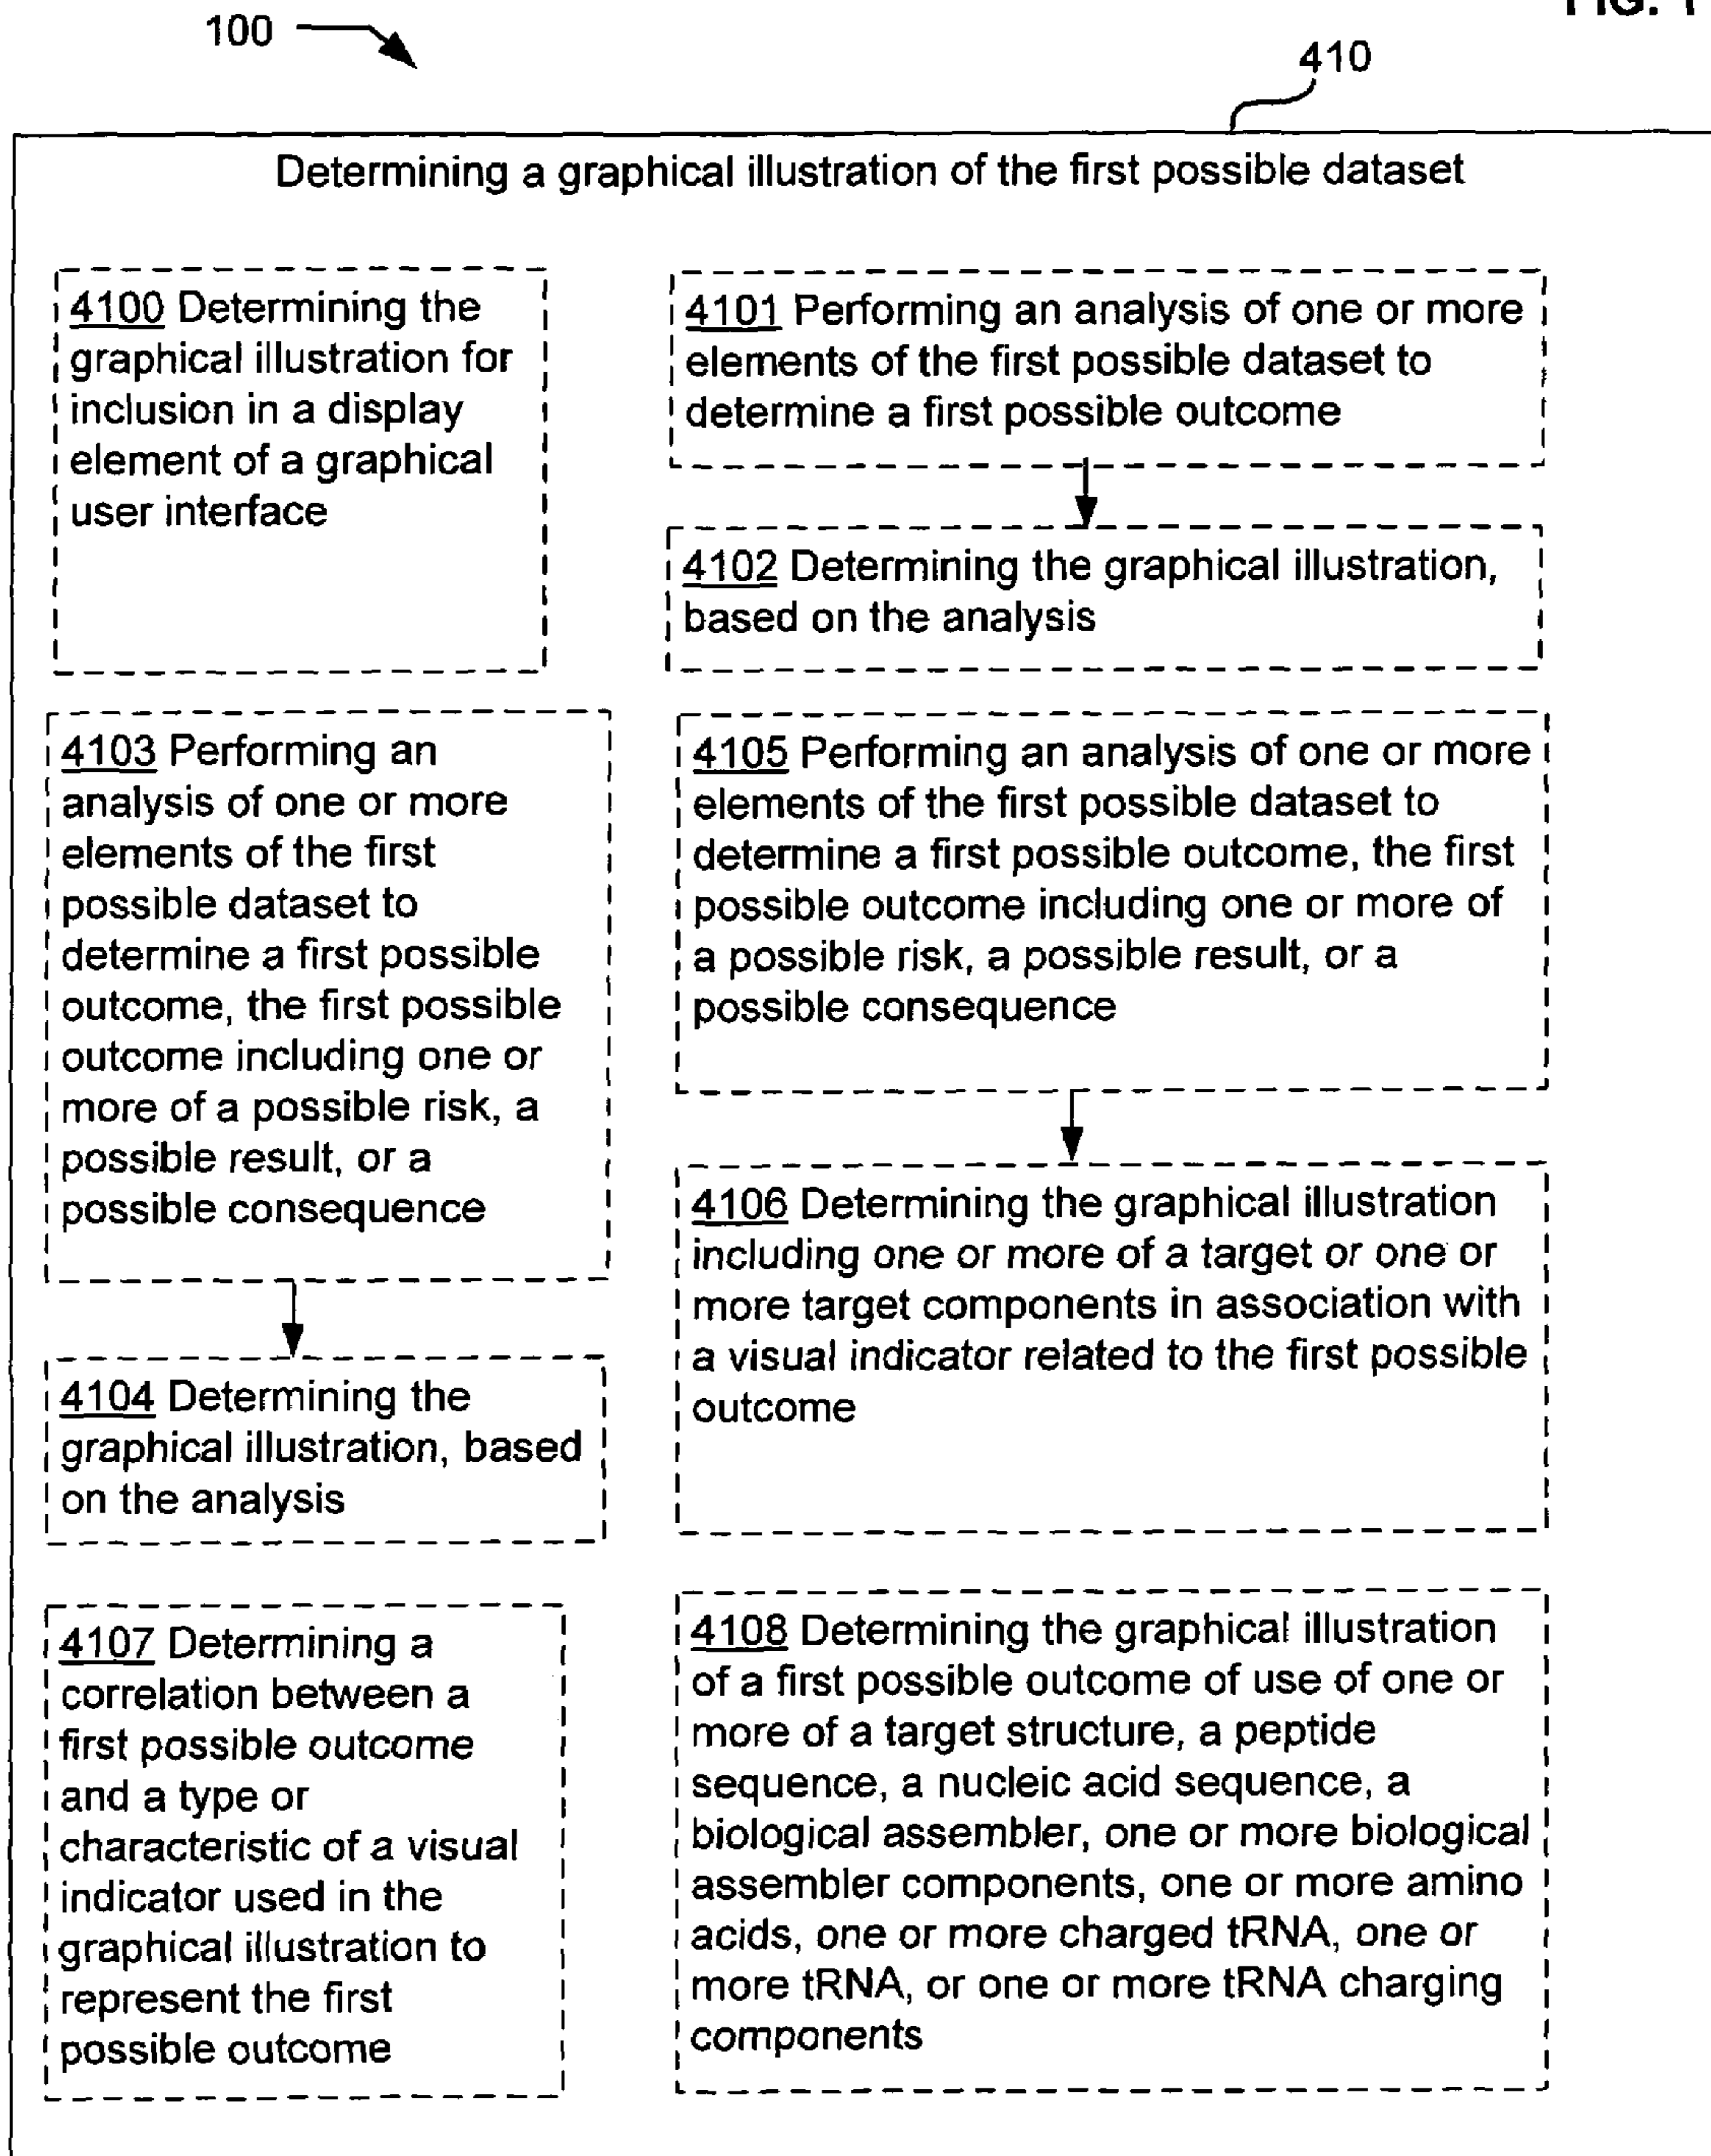 FIG. 1
100
410
Determining a graphical illustration of the first possible dataset
4100 Determining the
graphical illustration for
inclusion in a display
element of a graphical
user interface
4101 Performing an analysis of one or more
elements of the first possible dataset to
determine a first possible outcome
4102 Determining the graphical illustration,
based on the analysis
4103 Performing an
analysis of one or more
elements of the first
possible dataset to
determine a first possible
outcome, the first possible
outcome including one or
more of a possible risk, a
possible result, or a
possible consequence
4104 Determining the
graphical illustration, based
on the analysis
4105 Performing an analysis of one or more
elements of the first possible dataset to
determine a first possible outcome, the first
possible outcome including one or more of
a possible risk, a possible result, or a
possible consequence
4106 Determining the graphical illustration
including one or more of a target or one or
more target components in association with
a visual indicator related to the first possible
outcome
4107 Determining a
correlation between a
first possible outcome
and a type or
characteristic of a visual
indicator used in the
graphical illustration to
represent the first
possible outcome
4108 Determining the graphical illustration
of a first possible outcome of use of one or
more of a target structure, a peptide
sequence, a nucleic acid sequence, a
biological assembler, one or more biological
assembler components, one or more amino
acids, one or more charged tRNA, one or
more tRNA, or one or more tRNA charging
components